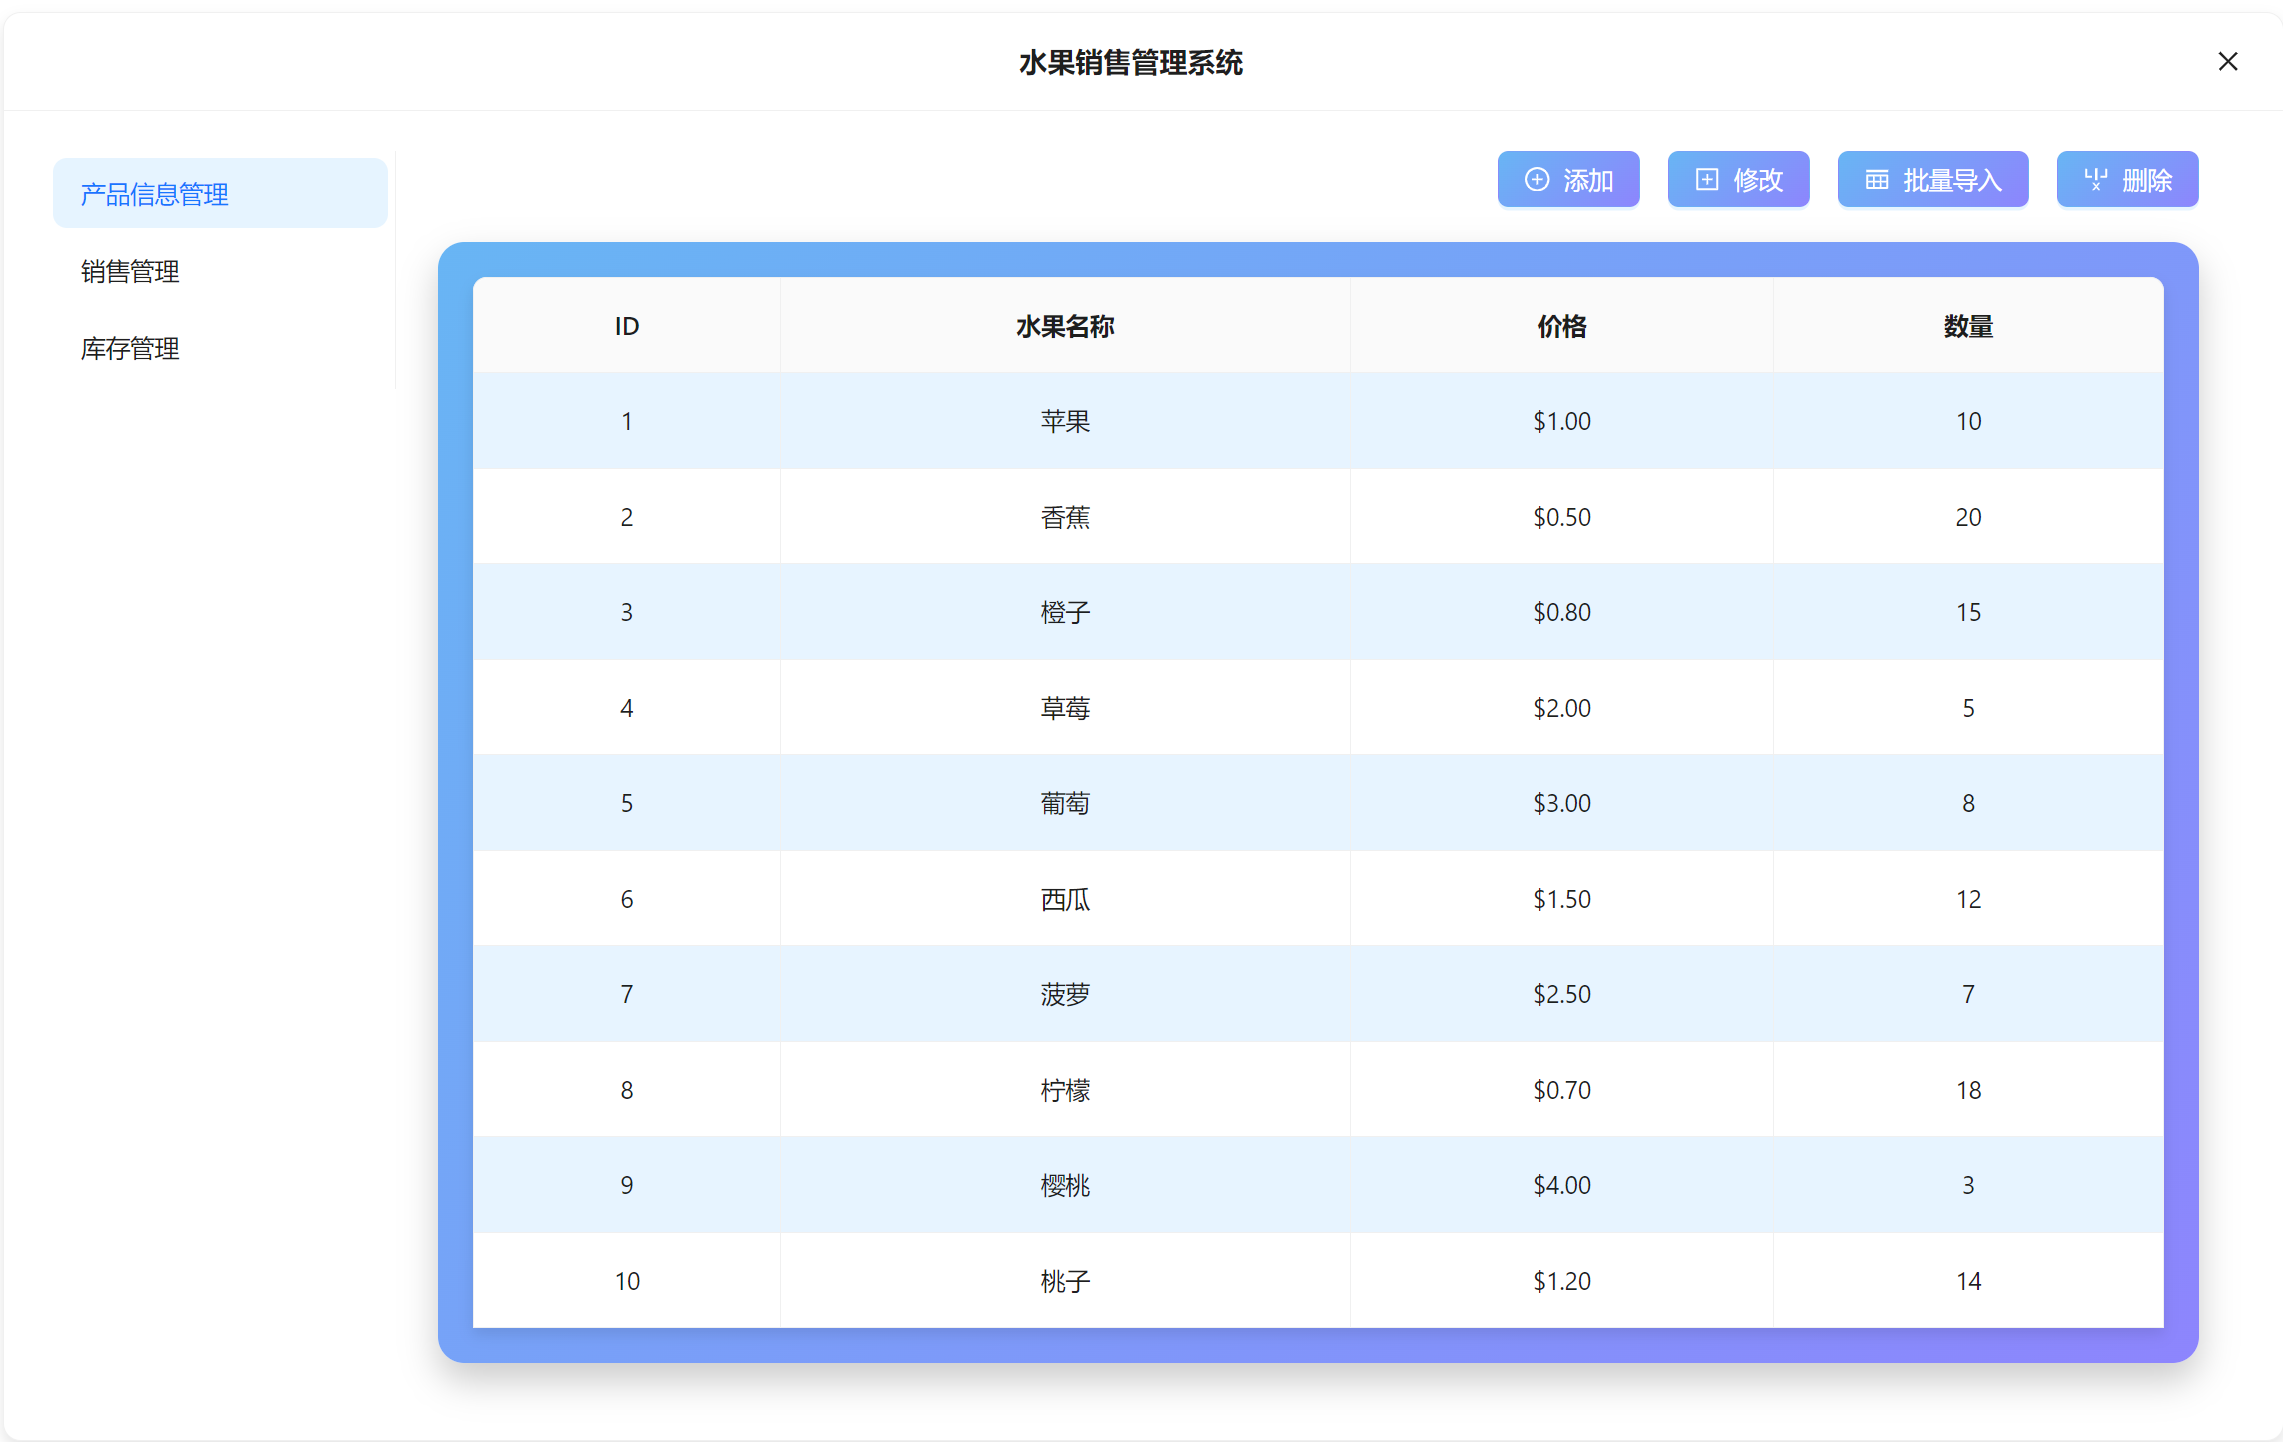 水果销售管理系统
产品信息管理
销售管理
库存管理
添加 修改 批量导入 删除
ID 水果名称 价格 数量
1 苹果 $1.00 10
2 香蕉 $0.50 20
3 橙子 $0.80 15
4 草莓 $2.00 5
5 葡萄 $3.00 8
6 西瓜 $1.50 12
7 菠萝 $2.50 7
8 柠檬 $0.70 18
9 樱桃 $4.00 3
10 桃子 $1.20 14